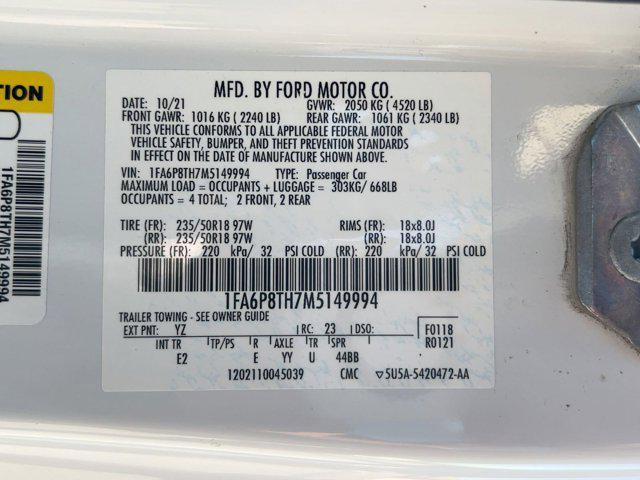 MFD. BY FORD MOTOR CO.
DATE: 10/21 GVWR: 2050 KG ( 4520 LB)
FRONT GAWR: 1016 KG ( 2240 LB) REAR GAWR: 1061 KG ( 2340 LB)
THIS VEHICLE CONFORMS TO ALL APPLICABLE FEDERAL MOTOR
VEHICLE SAFETY, BUMPER, AND THEFT PREVENTION STANDARDS
IN EFFECT ON THE DATE OF MANUFACTURE SHOWN ABOVE.
VIN: 1FA6P8TH7M5149994 TYPE: Passenger Car
MAXIMUM LOAD = OCCUPANTS + LUGGAGE = 303KG/ 668LB
OCCUPANTS = 4 TOTAL; 2 FRONT, 2 REAR
TIRE (FR): 235/50R18 97W RIMS (FR): 18x8.0J
(RR): 235/50R18 97W (RR): 18x8.0J
PRESSURE (FR): 220 kPa/ 32 PSI COLD (RR): 220 kPa/ 32 PSI COLD
1FA6P8TH7M5149994
TRAILER TOWING - SEE OWNER GUIDE
EXT PNT: YZ RC: 23 DSO: F0118
INT TR TP/PS R AXLE TR SPR R0121
E2 E YY U 44BB
1202110045039 CMC ▽5U5A-5420472-AA
TION
1FA6P8TH7M5149994